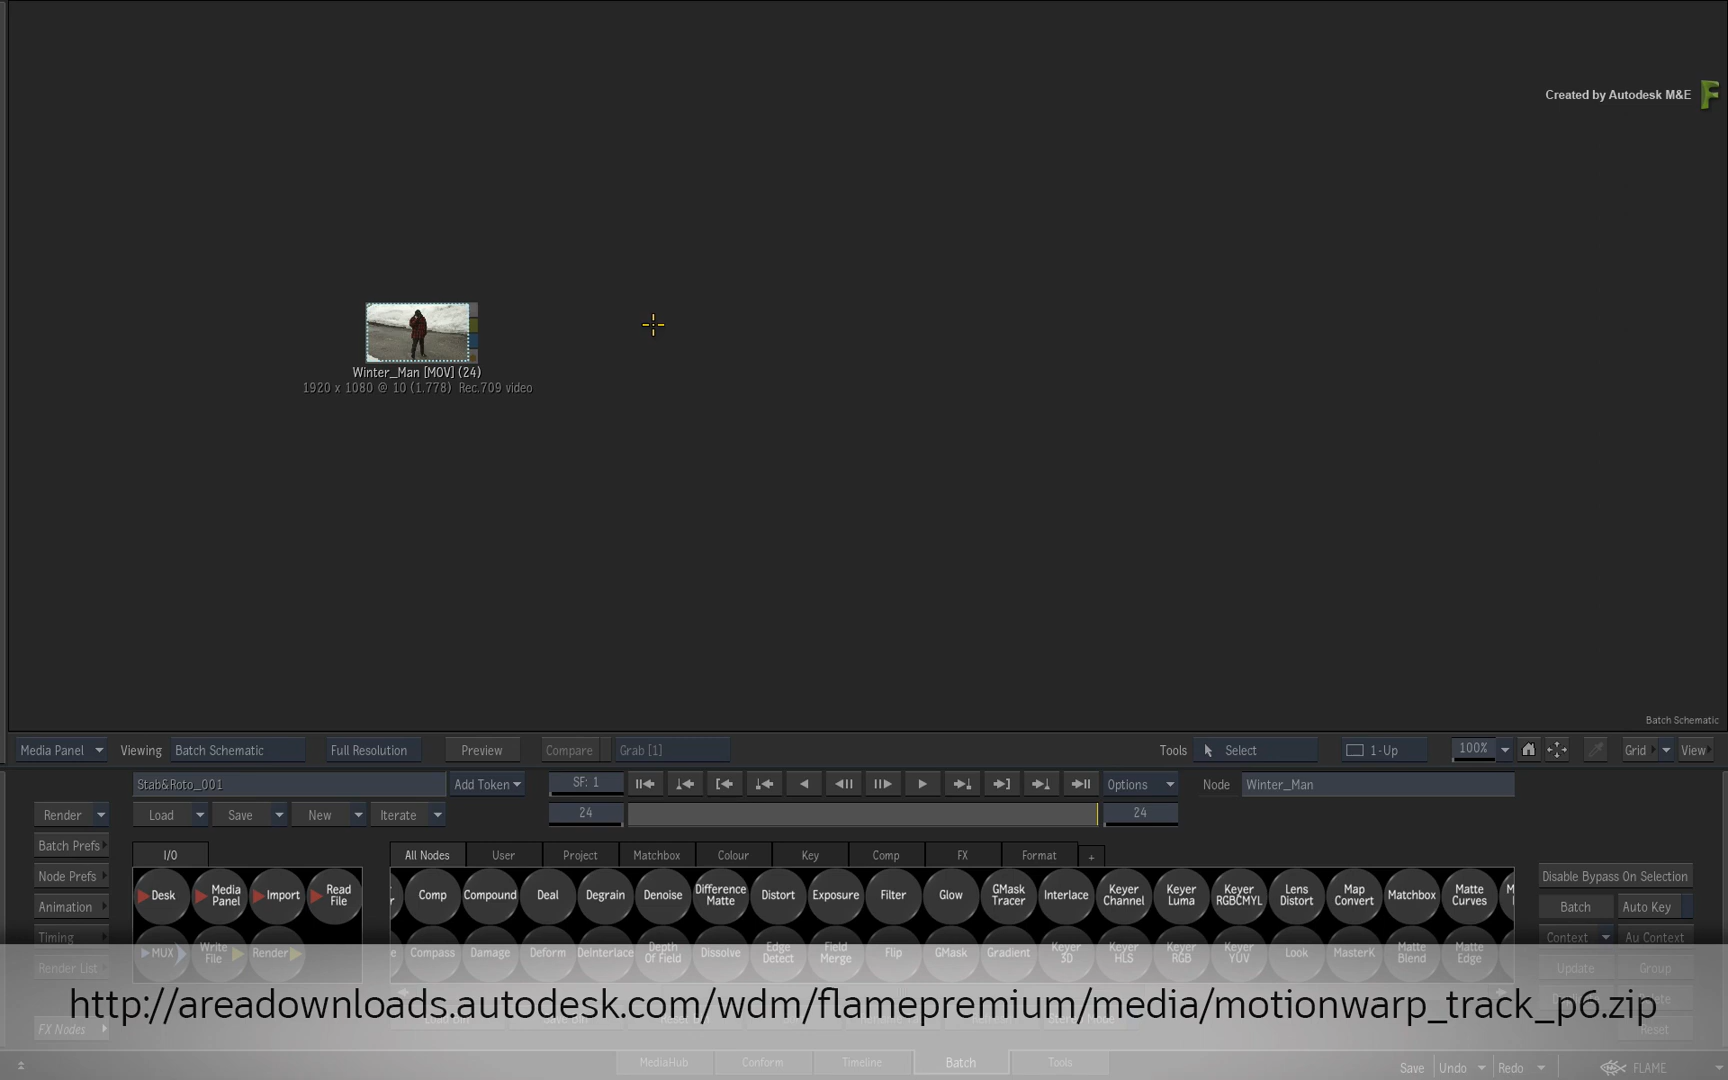 Created by Autodesk M&E
Winter_Man [MOV] (24)
1920 x 1080 @ 10 (1.778) Rec.709 video
Batch Schematic
Media Panel Viewing Batch Schematic Full Resolution Preview Compare Grab [1] Tools Select 1-Up 100% Grid View
Stab&Roto_001 Add Token SF: 1 Options Node Winter_Man
Render Load Save New Iterate 24 24
Batch Prefs I/O All Nodes User Project Matchbox Colour Key Comp FX Format +
Node Prefs Disable Bypass On Selection
Desk Media Panel Import Read File Comp Compound Deal Degrain Denoise Difference Matte Distort Exposure Filter Glow GMask Tracer Interlace Keyer Channel Keyer Luma Keyer RGBCMYL Lens Distort Map Convert Matchbox Matte Curves
Animation Batch Auto Key
Timing Context Au Context
MUX Write File Render Compass Damage Deform DeInterlace Depth Of Field Dissolve Edge Detect Field Merge Flip GMask Gradient Keyer 3D Keyer HLS Keyer RGB Keyer YUV Look MasterK Matte Blend Matte Edge
Render List Update Group
http://areadownloads.autodesk.com/wdm/flamepremium/media/motionwarp_track_p6.zip
FX Nodes Reset
MediaHub Conform Timeline Batch Tools Save Undo Redo FLAME